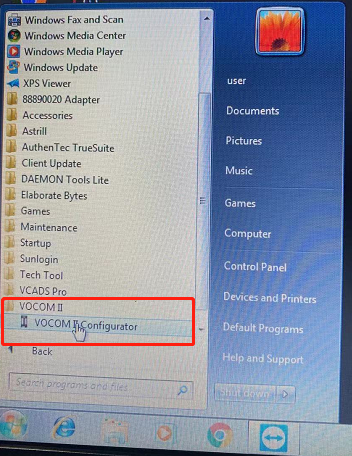 Windows Fax and Scan
Windows Media Center
Windows Media Player
Windows Update
XPS Viewer
88890020 Adapter
Accessories
Astrill
AuthenTec TrueSuite
Client Update
DAEMON Tools Lite
Elaborate Bytes
Games
Maintenance
Startup
Sunlogin
Tech Tool
VCADS Pro
VOCOM II
VOCOM II Configurator
Back
Search programs and files
user
Documents
Pictures
Music
Games
Computer
Control Panel
Devices and Printers
Default Programs
Help and Support
Shut down